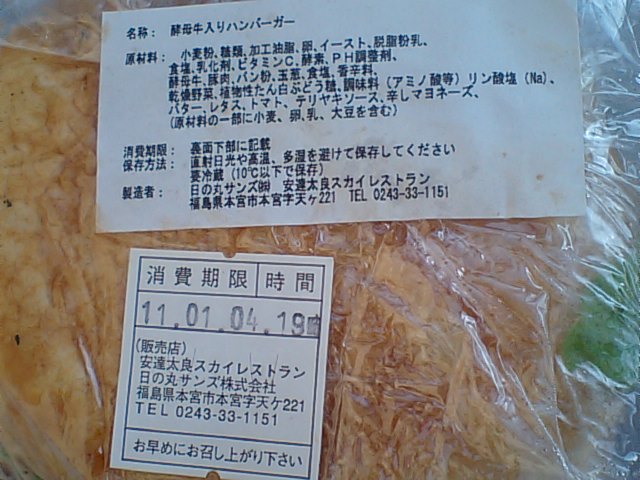 名称: 酵母牛入りハンバーガー
原材料: 小麦粉、糖類、加工油脂、卵、イースト、脱脂粉乳、
食塩、乳化剤、ビタミンC、酵素、PH調整剤、
酵母牛、豚肉、パン粉、玉葱、食塩、香辛料、
乾燥野菜、植物性たん白ぶどう糖、調味料(アミノ酸等)リン酸塩(Na)、
バター、レタス、トマト、テリヤキソース、辛しマヨネーズ、
(原材料の一部に小麦、卵、乳、大豆を含む)
消費期限: 裏面下部に記載
保存方法: 直射日光や高温、多湿を避けて保存してください
要冷蔵(10℃以下で保存)
製造者: 日の丸サンズ㈱ 安達太良スカイレストラン
福島県本宮市本宮字天ヶ221 TEL 0243-33-1151
消費期限 時間
11.01.04.19時
(販売店)
安達太良スカイレストラン
日の丸サンズ株式会社
福島県本宮市本宮字天ケ221
TEL 0243-33-1151
お早めにお召し上がり下さい